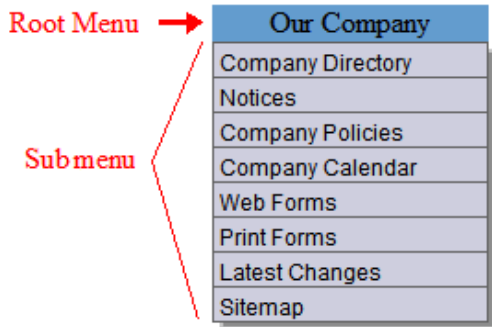 Root Menu
Our Company
Company Directory
Notices
Company Policies
Company Calendar
Submenu
Web Forms
Print Forms
Latest Changes
Sitemap